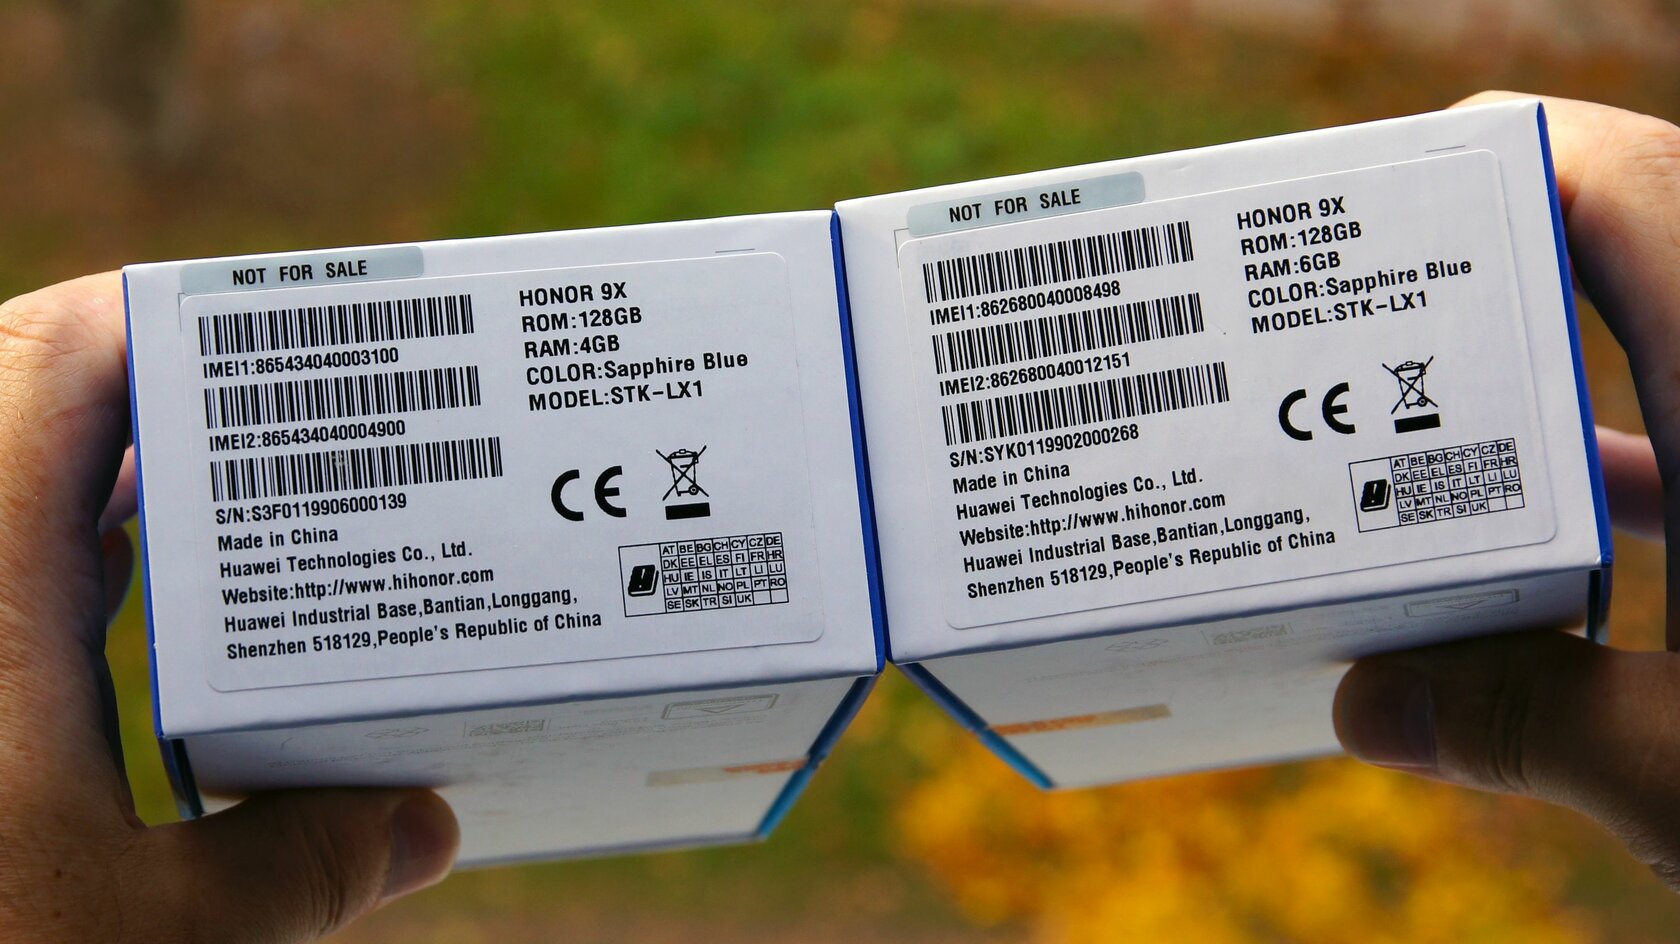 NOT FOR SALE
IMEI1:865434040003100
IMEI2:865434040004900
S/N:S3F0119906000139
Made in China
Huawei Technologies Co., Ltd.
Website:http://www.hihonor.com
Huawei Industrial Base,Bantian,Longgang,
Shenzhen 518129,People's Republic of China
HONOR 9X
ROM:128GB
RAM:4GB
COLOR:Sapphire Blue
MODEL:STK-LX1
CE
AT BE BG CH CY CZ DE
DK EE EL ES FI FR HR
HU IE IS IT LT LI LU
LV MT NL NO PL PT RO
SE SK TR SI UK
NOT FOR SALE
IMEI1:862680040008498
IMEI2:862680040012151
S/N:SYK0119902000268
Made in China
Huawei Technologies Co., Ltd.
Website:http://www.hihonor.com
Huawei Industrial Base,Bantian,Longgang,
Shenzhen 518129,People's Republic of China
HONOR 9X
ROM:128GB
RAM:6GB
COLOR:Sapphire Blue
MODEL:STK-LX1
CE
AT BE BG CH CY CZ DE
DK EE EL ES FI FR HR
HU IE IS IT LT LI LU
LV MT NL NO PL PT RO
SE SK TR SI UK